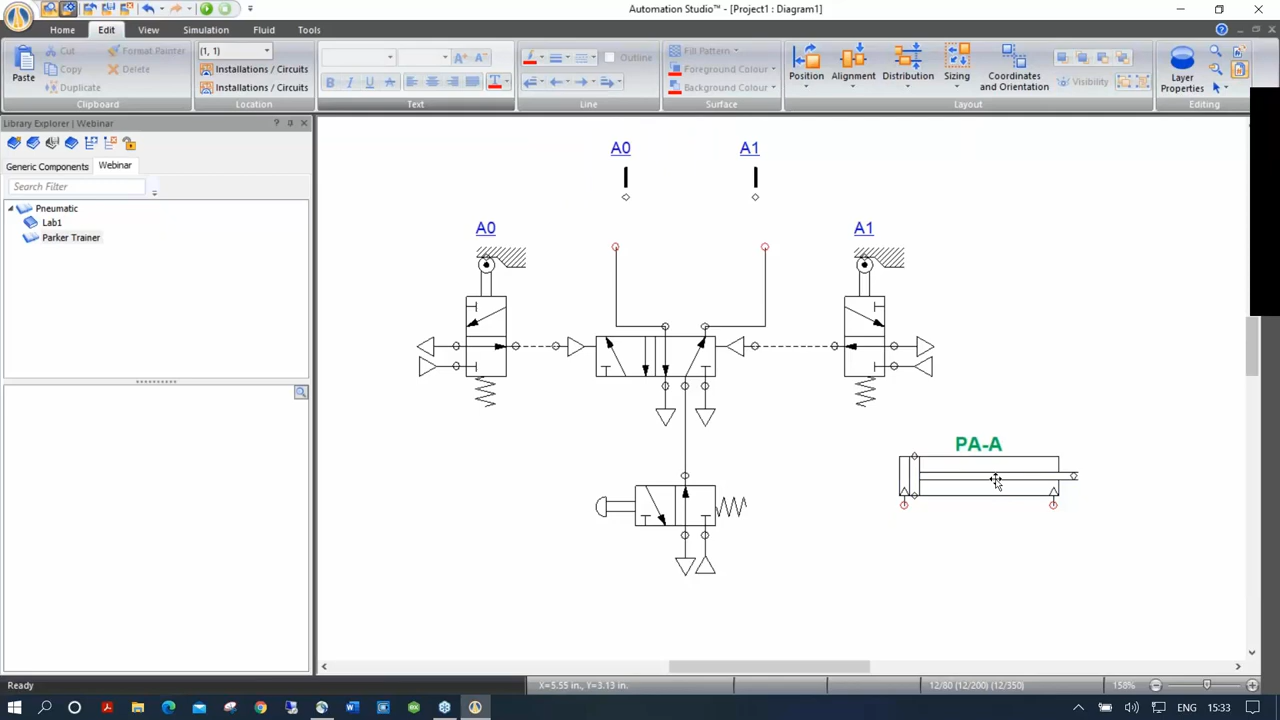 Automation Studio™ - [Project1 : Diagram1]
Home Edit View Simulation Fluid Tools
Paste
Cut
Copy
Duplicate
Format Painter
Delete
Clipboard
(1, 1)
Installations / Circuits
Installations / Circuits
Location
B I U
Text
Outline
Line
Fill Pattern
Foreground Colour
Background Colour
Surface
Position
Alignment
Distribution
Sizing
Coordinates
and Orientation
Visibility
Layout
Layer
Properties
Editing
Library Explorer | Webinar
Generic Components Webinar
Search Filter
Pneumatic
Lab1
Parker Trainer
A0 A1
A0 A1
PA-A
Ready
X=5.55 in., Y=3.13 in.
12/80 (12/200) (12/350)
158%
ENG 15:33